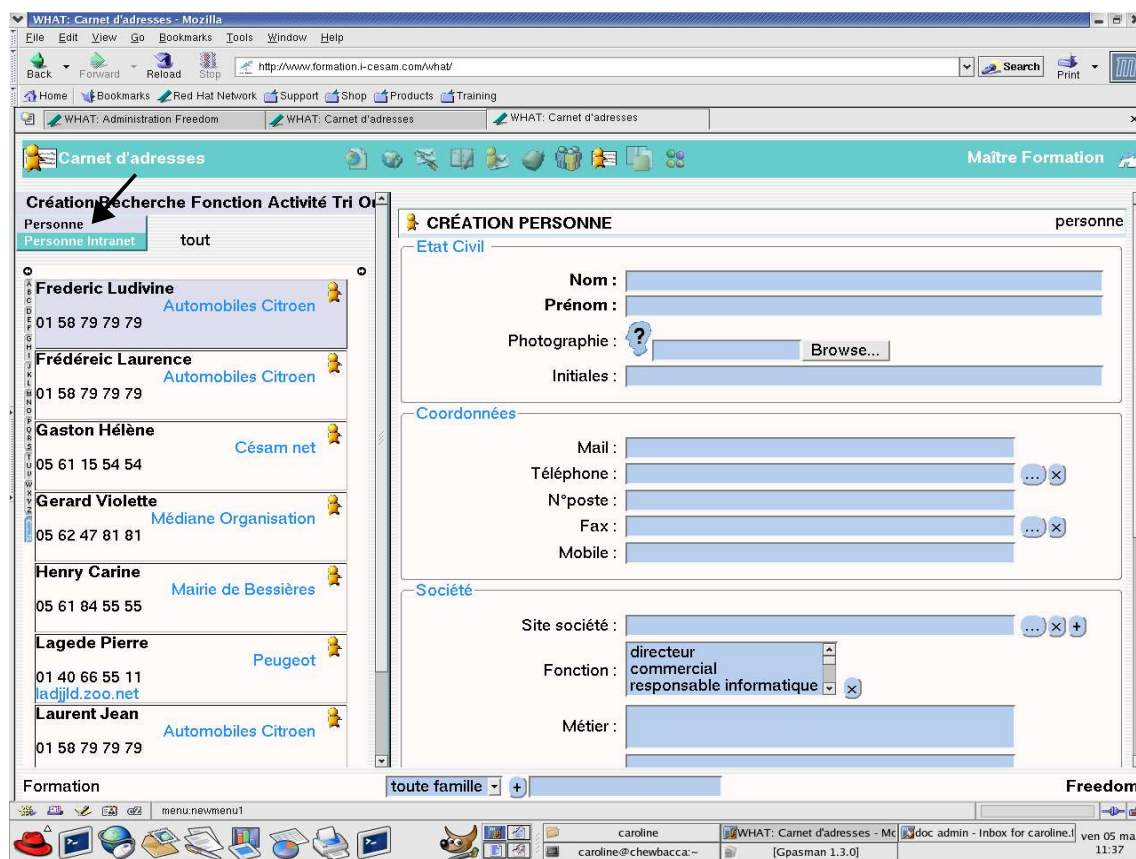 WHAT: Carnet d'adresses - Mozilla
File Edit View Go Bookmarks Tools Window Help
Back Forward Reload Stop http://www.formation.i-cesam.com/what/ Search Print
Home Bookmarks Red Hat Network Support Shop Products Training
WHAT: Administration Freedom WHAT: Carnet d'adresses WHAT: Carnet d'adresses
Carnet d'adresses Maître Formation
Création Recherche Fonction Activité Tri
Personne
Personne Intranet tout
Frederic Ludivine
Automobiles Citroen
01 58 79 79 79
Frédéreic Laurence
Automobiles Citroen
01 58 79 79 79
Gaston Hélène
Césam net
05 61 15 54 54
Gerard Violette
Médiane Organisation
05 62 47 81 81
Henry Carine
Mairie de Bessières
05 61 84 55 55
Lagede Pierre
Peugeot
01 40 66 55 11
ladjjld.zoo.net
Laurent Jean
Automobiles Citroen
01 58 79 79 79
CRÉATION PERSONNE personne
Etat Civil
Nom :
Prénom :
Photographie : ? Browse...
Initiales :
Coordonnées
Mail :
Téléphone : ... x
N°poste :
Fax : ... x
Mobile :
Société
Site société : ... x +
directeur
Fonction : commercial
responsable informatique x
Métier :
Formation toute famille + Freedom
menu:newmenu1
caroline WHAT: Carnet d'adresses - Mc doc admin - Inbox for caroline. ven 05 ma
caroline@chewbacca:~ [Gpasman 1.3.0] 11:37